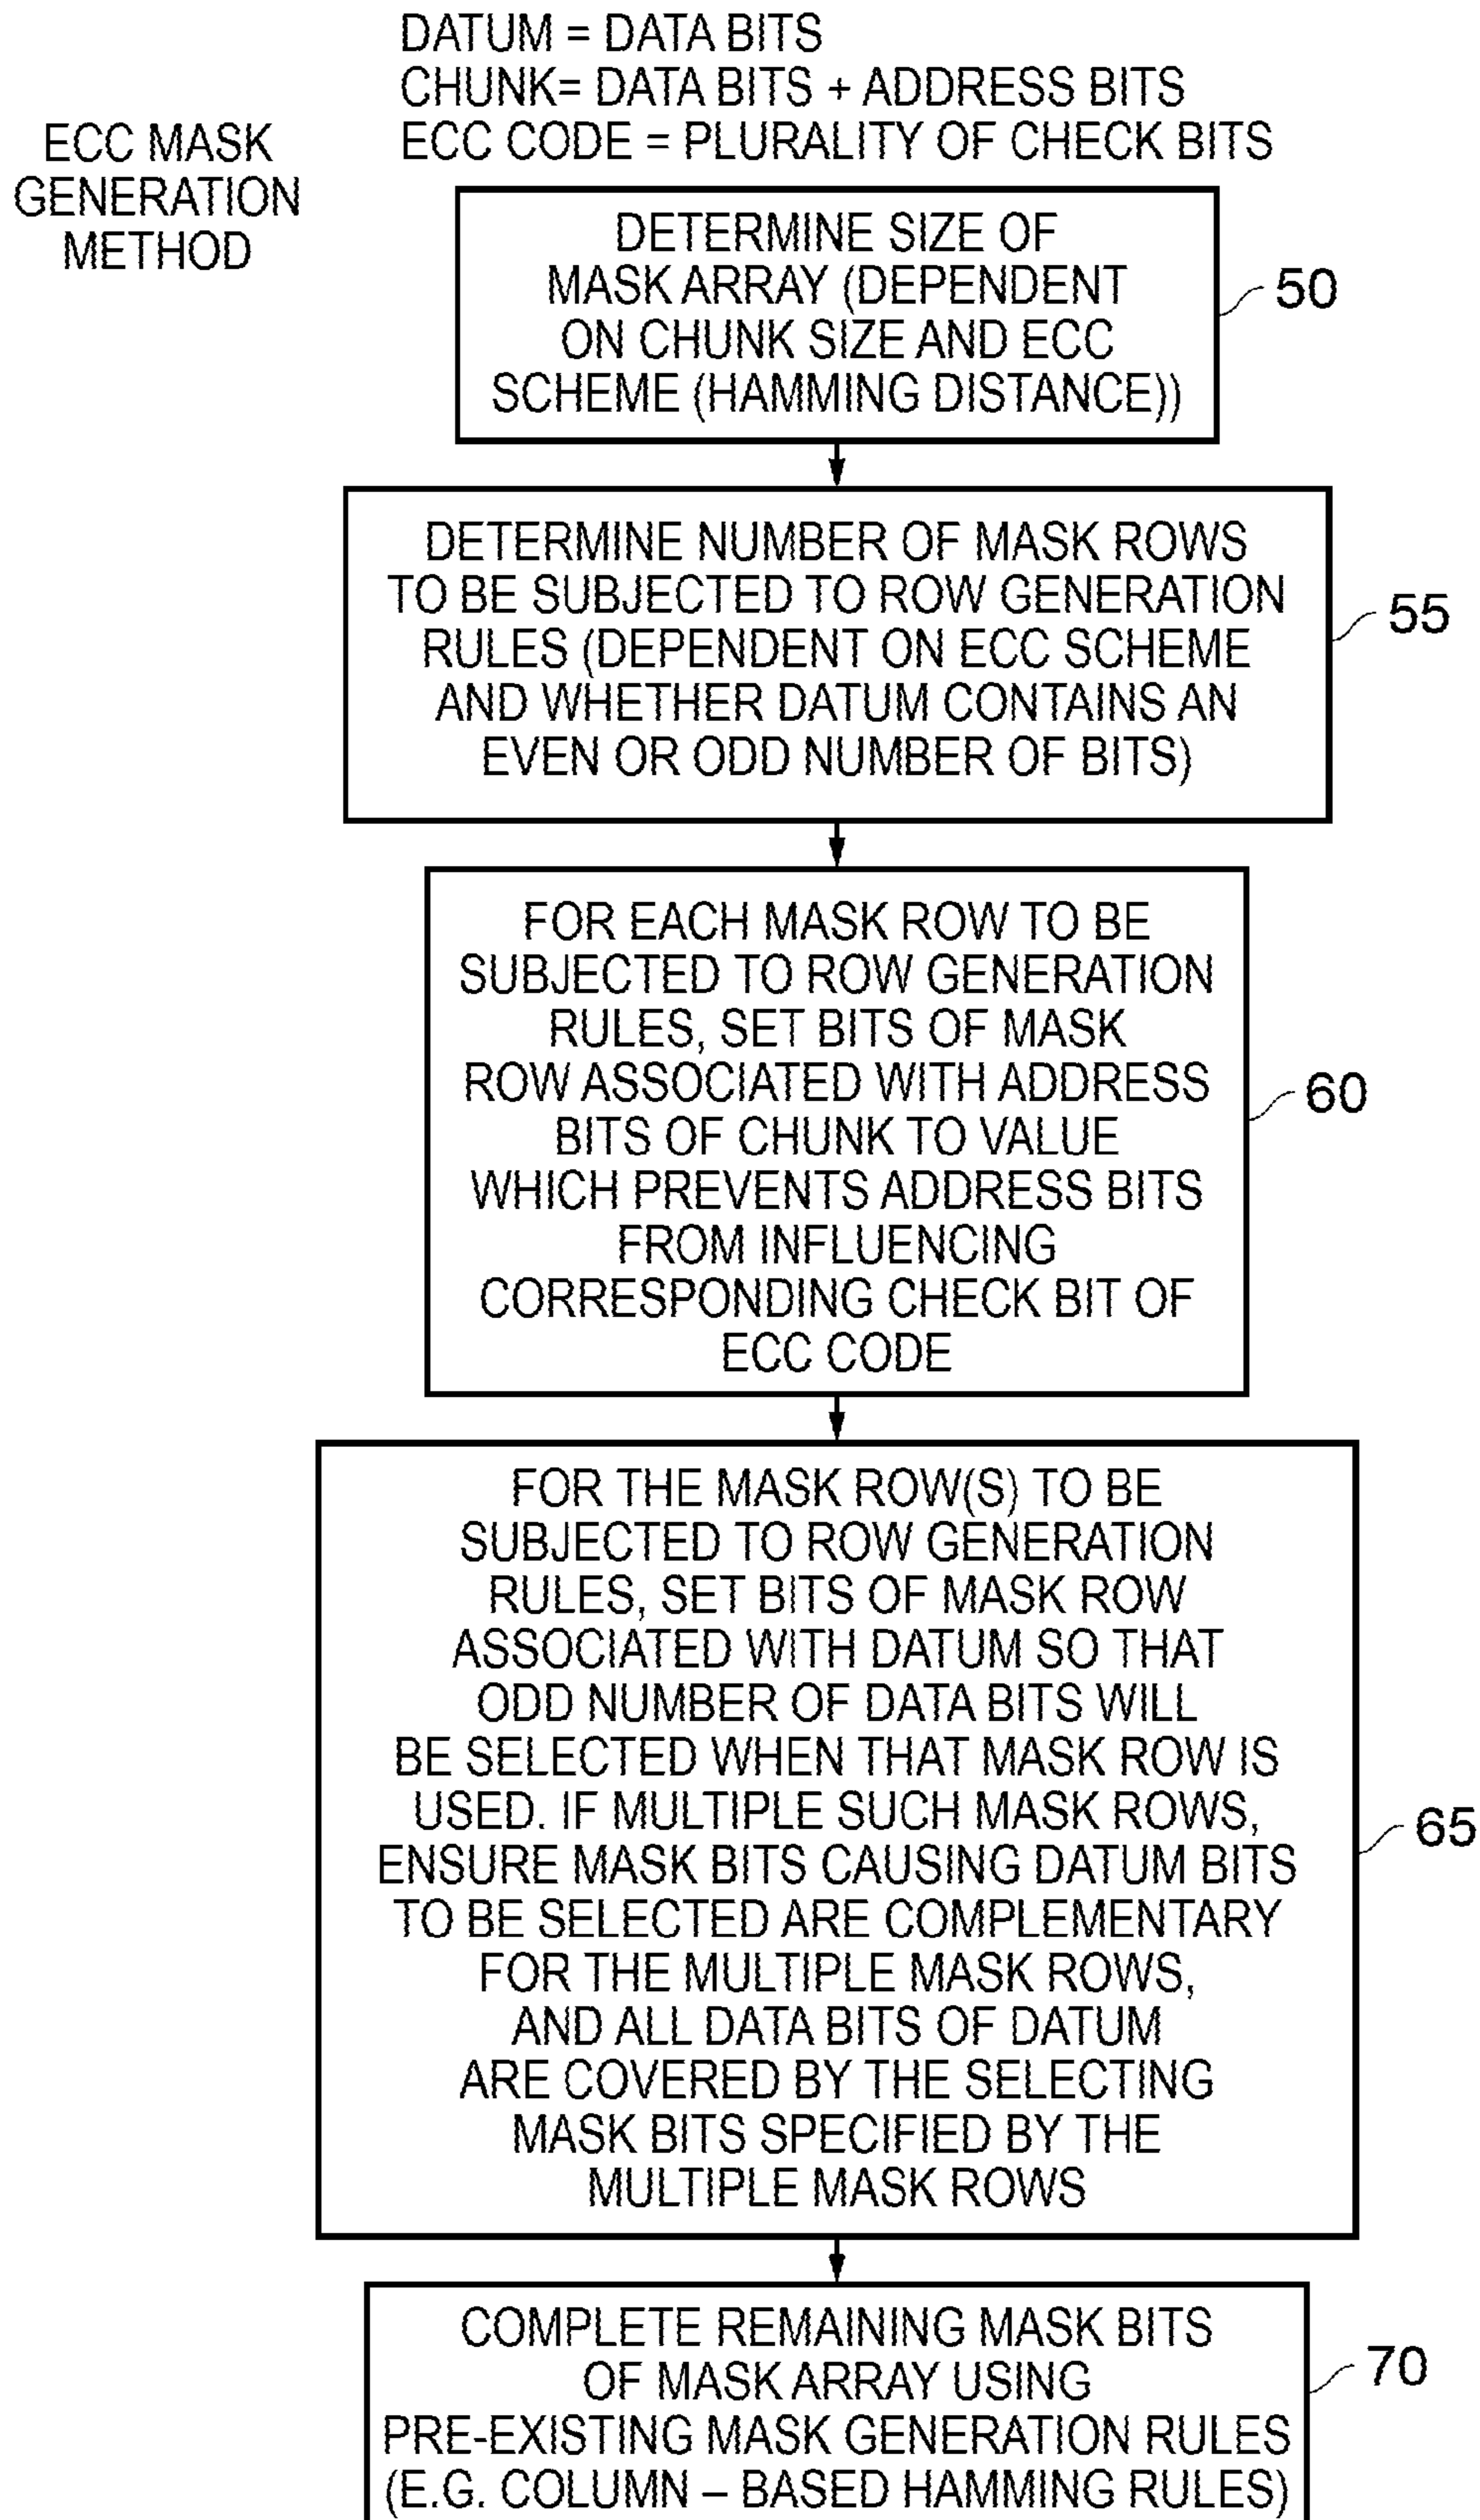 DATUM = DATA BITS
CHUNK= DATA BITS + ADDRESS BITS
ECC CODE = PLURALITY OF CHECK BITS
ECC MASK
GENERATION
METHOD
DETERMINE SIZE OF
MASK ARRAY (DEPENDENT
ON CHUNK SIZE AND ECC
SCHEME (HAMMING DISTANCE))
50
DETERMINE NUMBER OF MASK ROWS
TO BE SUBJECTED TO ROW GENERATION
RULES (DEPENDENT ON ECC SCHEME
AND WHETHER DATUM CONTAINS AN
EVEN OR ODD NUMBER OF BITS)
55
FOR EACH MASK ROW TO BE
SUBJECTED TO ROW GENERATION
RULES, SET BITS OF MASK
ROW ASSOCIATED WITH ADDRESS
BITS OF CHUNK TO VALUE
WHICH PREVENTS ADDRESS BITS
FROM INFLUENCING
CORRESPONDING CHECK BIT OF
ECC CODE
60
FOR THE MASK ROW(S) TO BE
SUBJECTED TO ROW GENERATION
RULES, SET BITS OF MASK ROW
ASSOCIATED WITH DATUM SO THAT
ODD NUMBER OF DATA BITS WILL
BE SELECTED WHEN THAT MASK ROW IS
USED. IF MULTIPLE SUCH MASK ROWS,
ENSURE MASK BITS CAUSING DATUM BITS
TO BE SELECTED ARE COMPLEMENTARY
FOR THE MULTIPLE MASK ROWS,
AND ALL DATA BITS OF DATUM
ARE COVERED BY THE SELECTING
MASK BITS SPECIFIED BY THE
MULTIPLE MASK ROWS
65
COMPLETE REMAINING MASK BITS
OF MASK ARRAY USING
PRE-EXISTING MASK GENERATION RULES
(E.G. COLUMN – BASED HAMMING RULES)
70